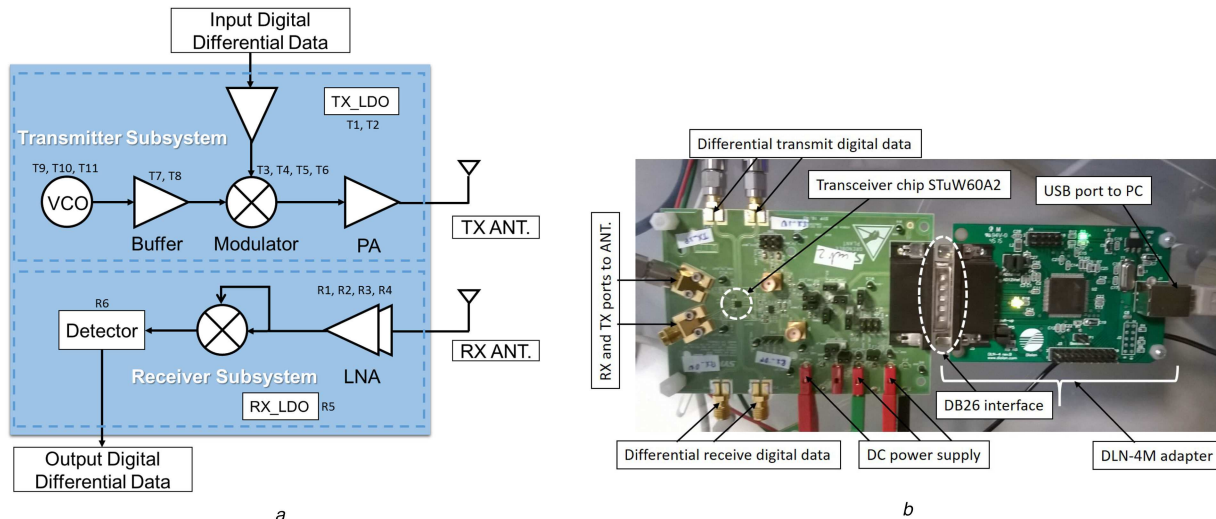 Input Digital
Differential Data
TX_LDO
T1, T2
Transmitter Subsystem
T9, T10, T11
T7, T8
T3, T4, T5, T6
VCO
Buffer
Modulator
PA
TX ANT.
R1, R2, R3, R4
R6
Detector
LNA
RX ANT.
Receiver Subsystem
RX_LDO
R5
Output Digital
Differential Data
a
Differential transmit digital data
Transceiver chip STuW60A2
USB port to PC
RX and TX ports to ANT.
DB26 interface
Differential receive digital data
DC power supply
DLN-4M adapter
b